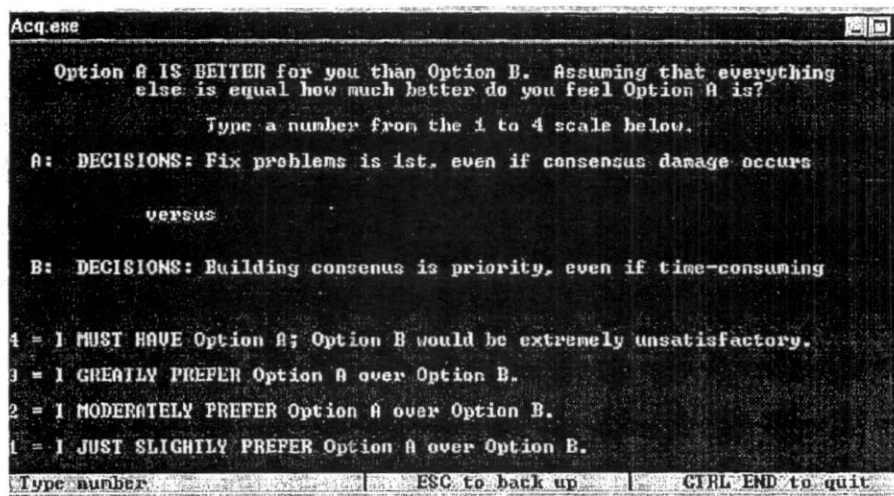 Acq.exe
Option A IS BETTER for you than Option B. Assuming that everything
else is equal how much better do you feel Option A is?
Type a number from the 1 to 4 scale below.
A: DECISIONS: Fix problems is 1st, even if consensus damage occurs
versus
B: DECISIONS: Building consenus is priority, even if time-consuming
4 = I MUST HAVE Option A; Option B would be extremely unsatisfactory.
3 = I GREATLY PREFER Option A over Option B.
2 = I MODERATELY PREFER Option A over Option B.
1 = I JUST SLIGHTLY PREFER Option A over Option B.
Type number ESC to back up CTRL END to quit